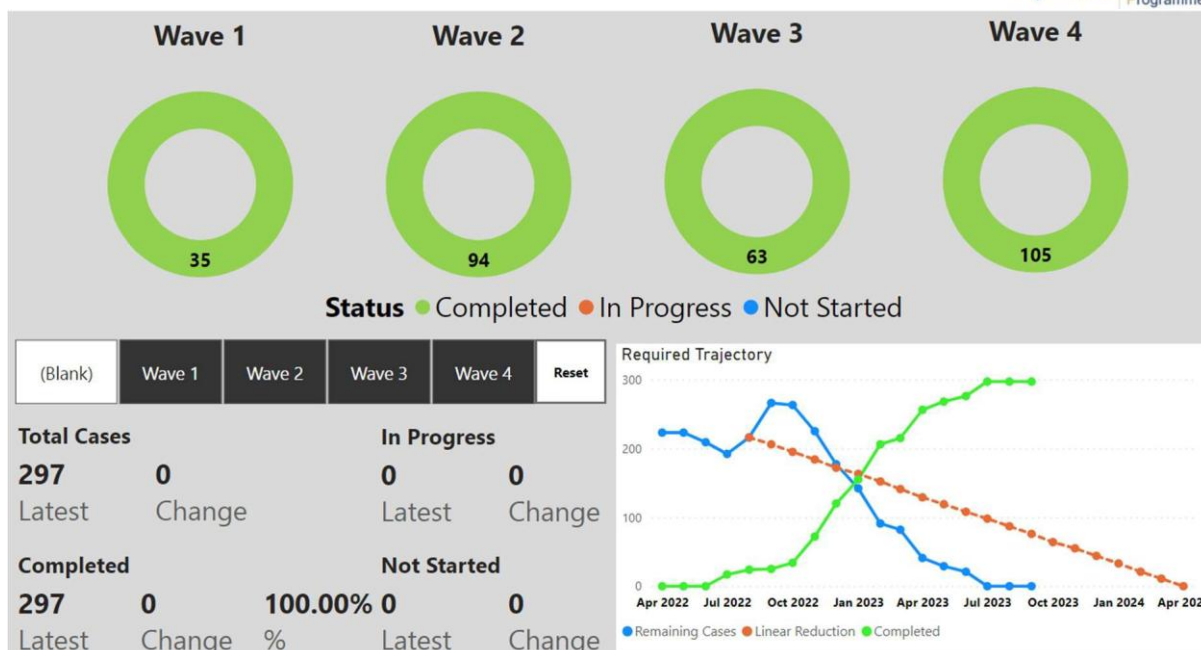 Programme
Wave 1
Wave 2
Wave 3
Wave 4
35
94
63
105
Status Completed In Progress Not Started
(Blank) Wave 1 Wave 2 Wave 3 Wave 4 Reset
Total Cases
297 0
Latest Change
In Progress
0 0
Latest Change
Completed
297 0 100.00%
Latest Change %
Not Started
0 0
Latest Change
Required Trajectory
300
200
100
0
Apr 2022 Jul 2022 Oct 2022 Jan 2023 Apr 2023 Jul 2023 Oct 2023 Jan 2024 Apr 202
Remaining Cases Linear Reduction Completed